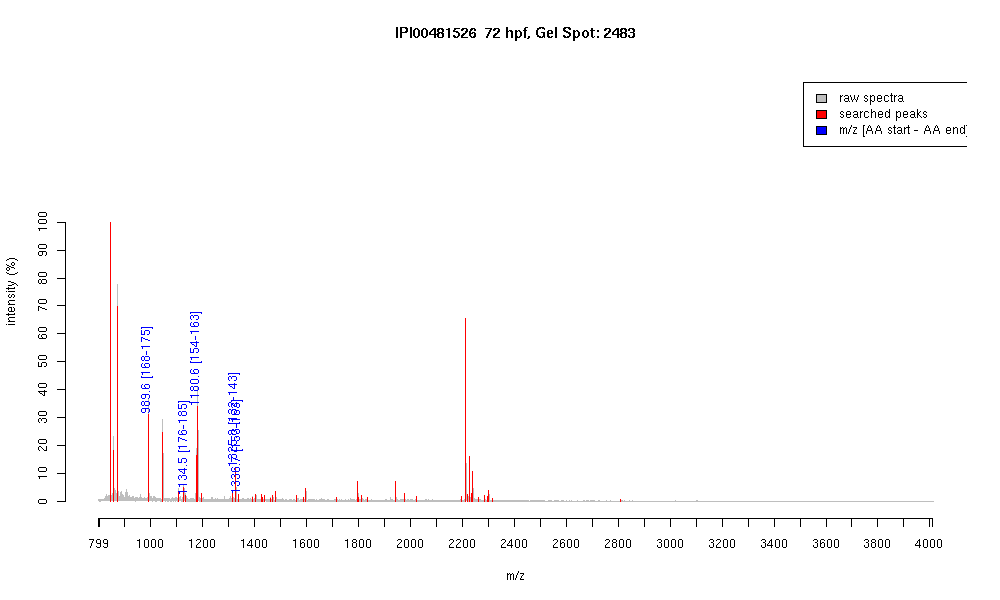 IPI00481526 72 hpf, Gel Spot: 2483
raw spectra
searched peaks
m/z [AA start - AA end]
intensity (%)
100
90
80
70
60
50
40
30
20
10
0
989.6 [168-175]
1134.5 [176-185]
1180.6 [154-163]
799 1000 1200 1400 1600 1800 2000 2200 2400 2600 2800 3000 3200 3400 3600 3800 4000
m/z